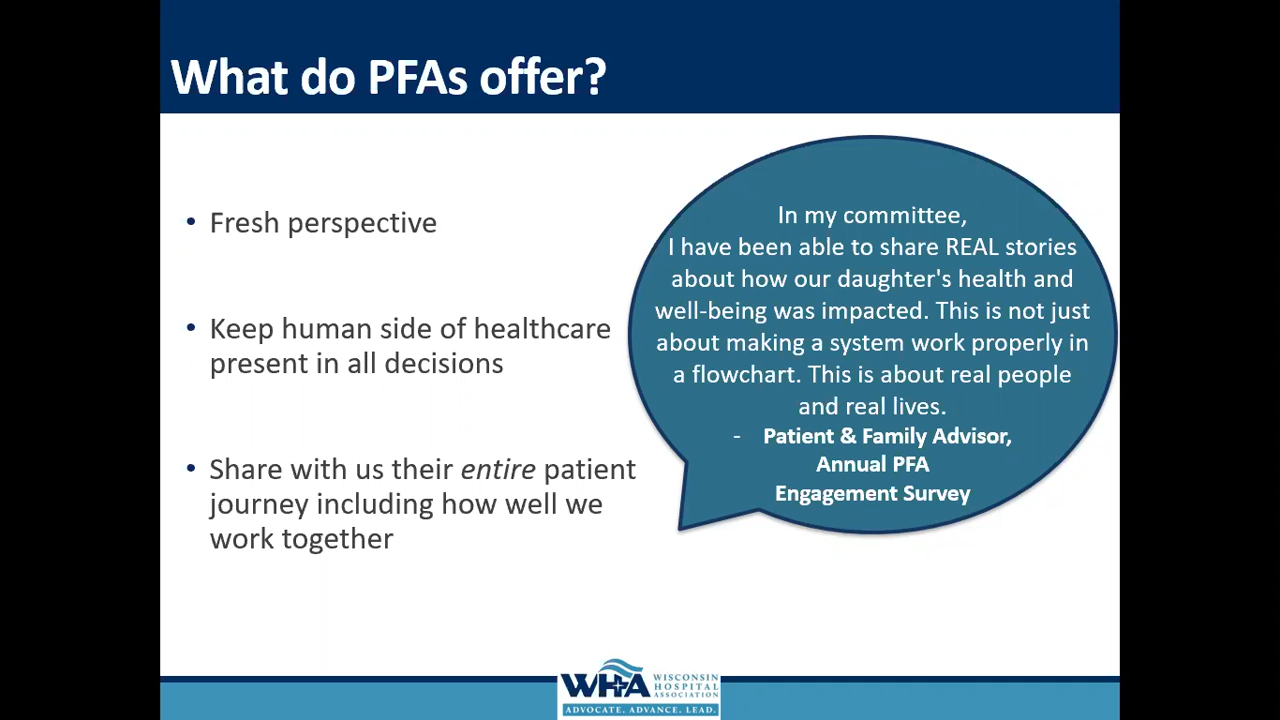 What do PFAs offer?
• Fresh perspective
• Keep human side of healthcare
present in all decisions
• Share with us their entire patient
journey including how well we
work together
In my committee,
I have been able to share REAL stories
about how our daughter's health and
well-being was impacted. This is not just
about making a system work properly in
a flowchart. This is about real people
and real lives.
- Patient & Family Advisor,
Annual PFA
Engagement Survey
WHA
WISCONSIN
HOSPITAL
ASSOCIATION
ADVOCATE. ADVANCE. LEAD.